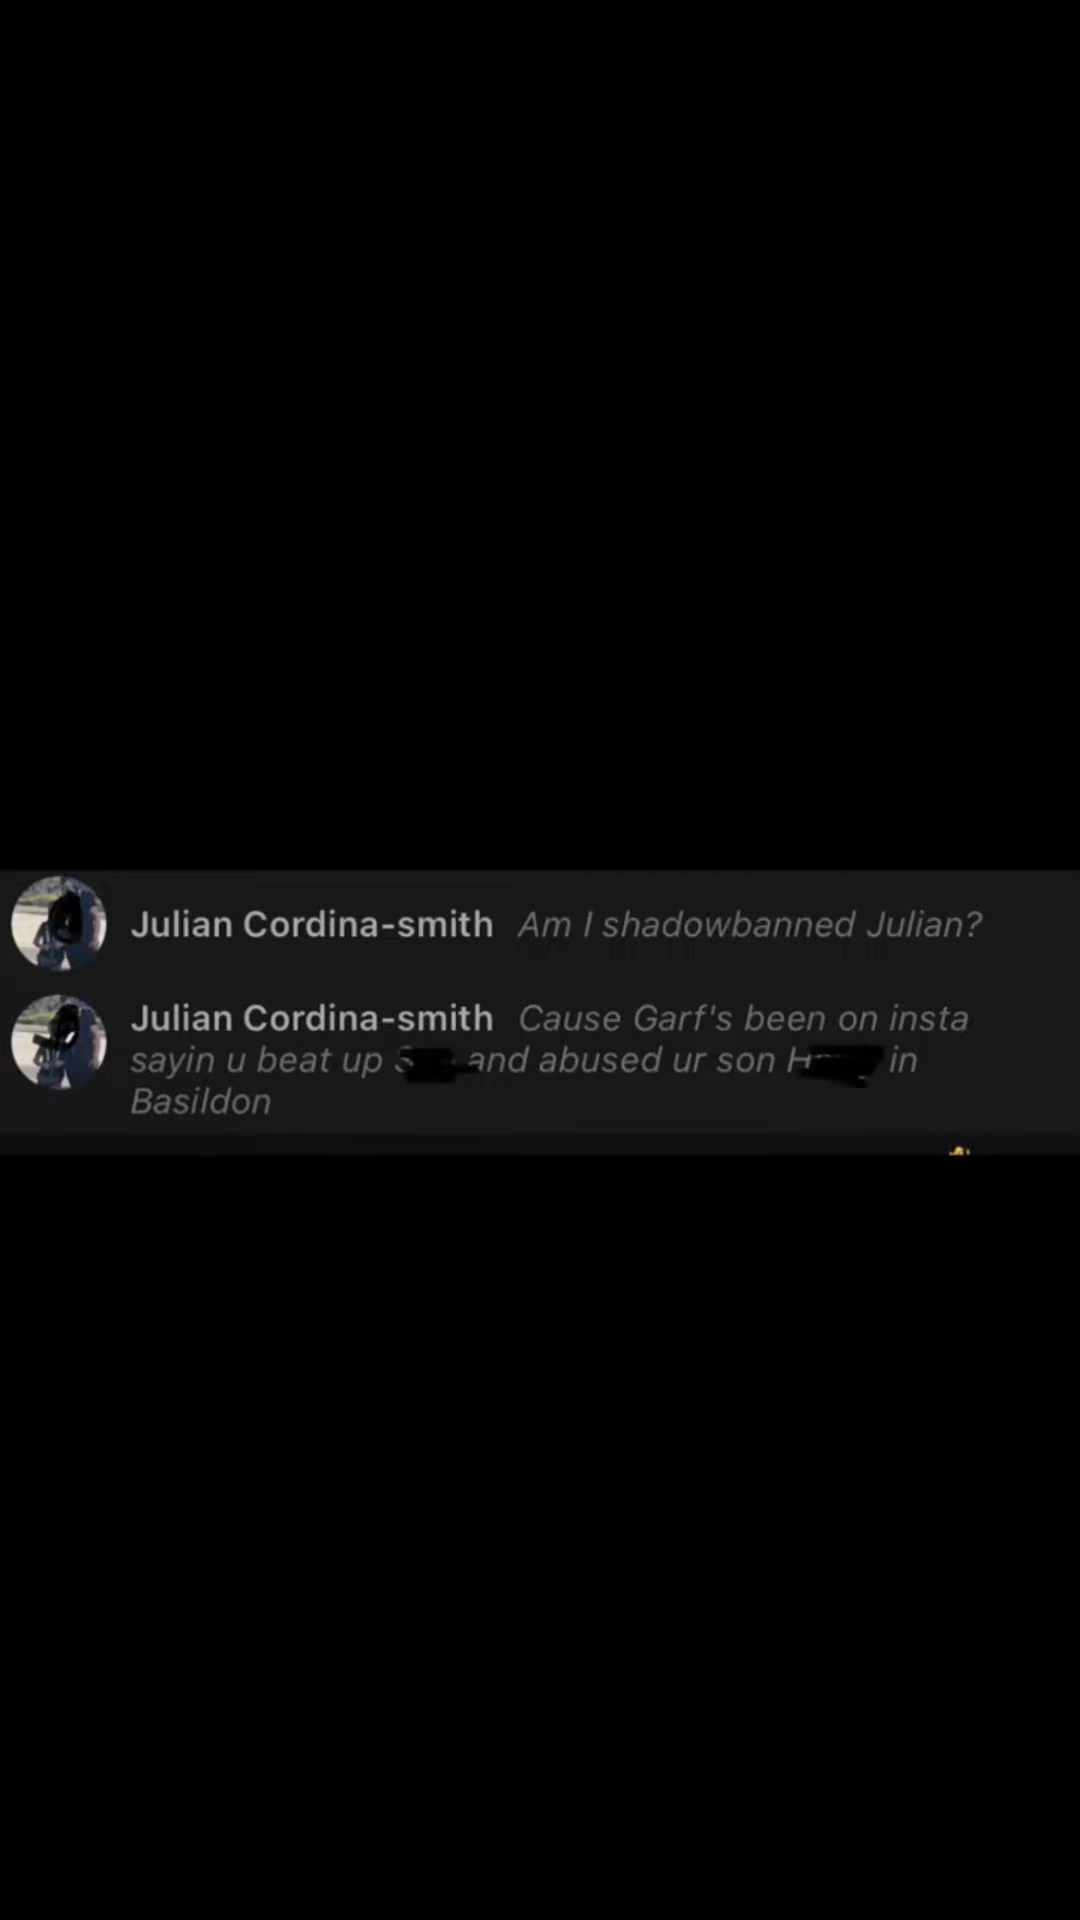 Julian Cordina-smith Am I shadowbanned Julian?
Julian Cordina-smith Cause Garf's been on insta
sayin u beat up and abused ur son in
Basildon